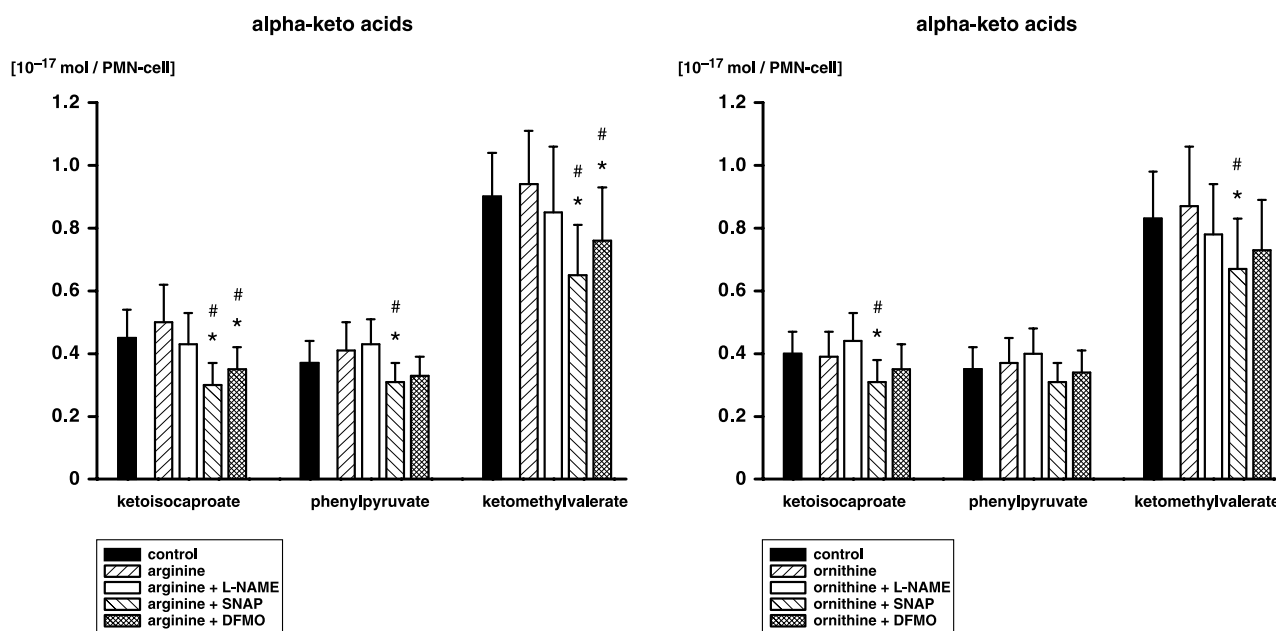 alpha-keto acids
[10⁻¹⁷ mol / PMN-cell]
1.2
1.0
0.8
0.6
0.4
0.2
0
# *
# *
# *
# *
# *
ketoisocaproate phenylpyruvate ketomethylvalerate
control
arginine
arginine + L-NAME
arginine + SNAP
arginine + DFMO
alpha-keto acids
[10⁻¹⁷ mol / PMN-cell]
1.2
1.0
0.8
0.6
0.4
0.2
0
# *
# *
ketoisocaproate phenylpyruvate ketomethylvalerate
control
ornithine
ornithine + L-NAME
ornithine + SNAP
ornithine + DFMO